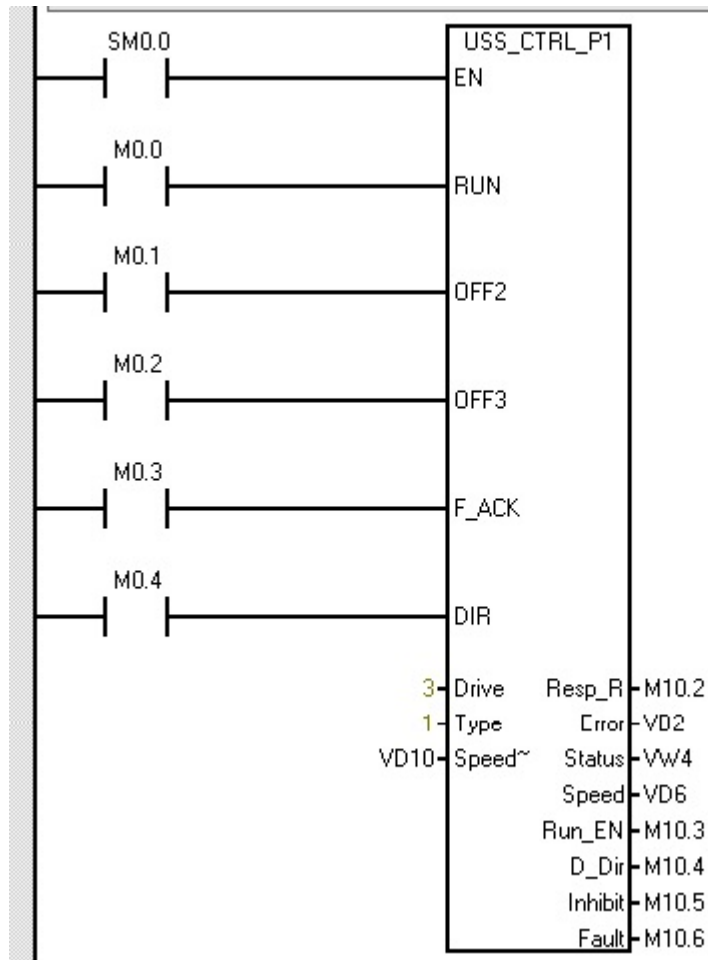 SM0.0
USS_CTRL_P1
EN
M0.0
RUN
M0.1
OFF2
M0.2
OFF3
M0.3
F_ACK
M0.4
DIR
3 Drive Resp_R M10.2
1 Type Error VD2
VD10 Speed~ Status VW4
Speed VD6
Run_EN M10.3
D_Dir M10.4
Inhibit M10.5
Fault M10.6